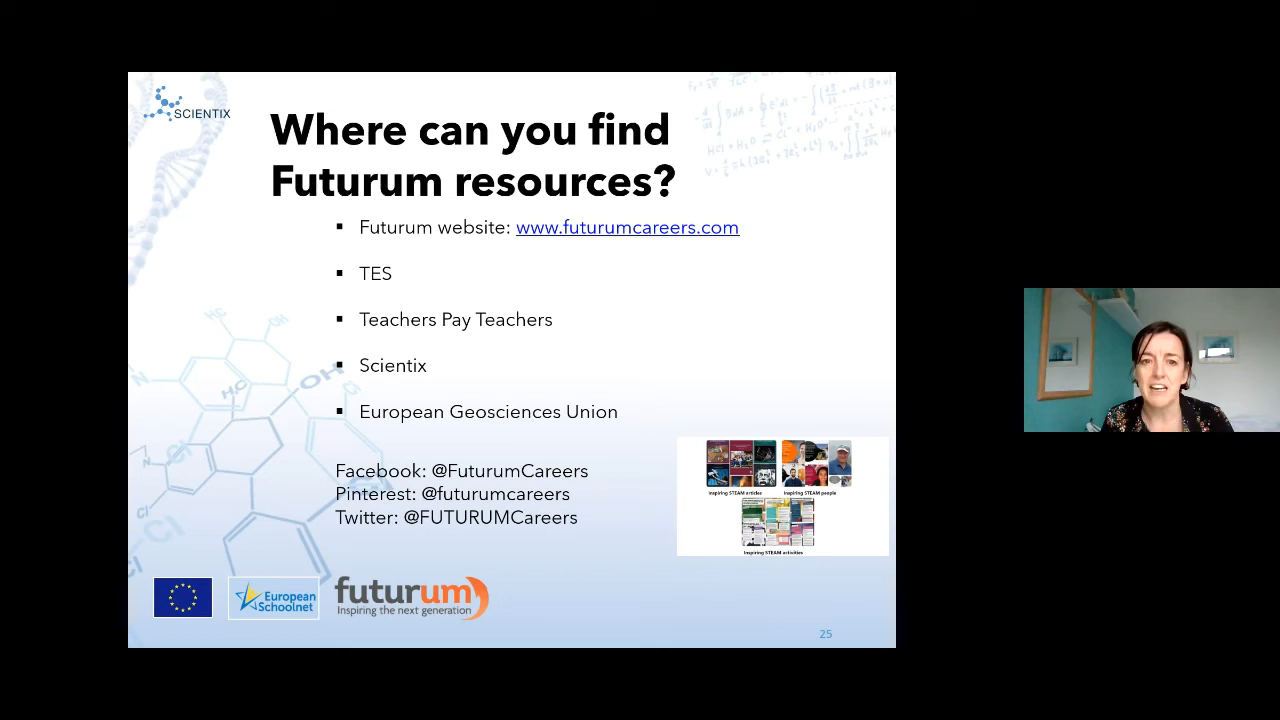 SCIENTIX
Where can you find
Futurum resources?
▪ Futurum website: www.futurumcareers.com
▪ TES
▪ Teachers Pay Teachers
▪ Scientix
▪ European Geosciences Union
Facebook: @FuturumCareers
Pinterest: @futurumcareers
Twitter: @FUTURUMCareers
Inspiring STEAM articles
Inspiring STEAM people
Inspiring STEAM activities
European
Schoolnet
futurum
Inspiring the next generation
25